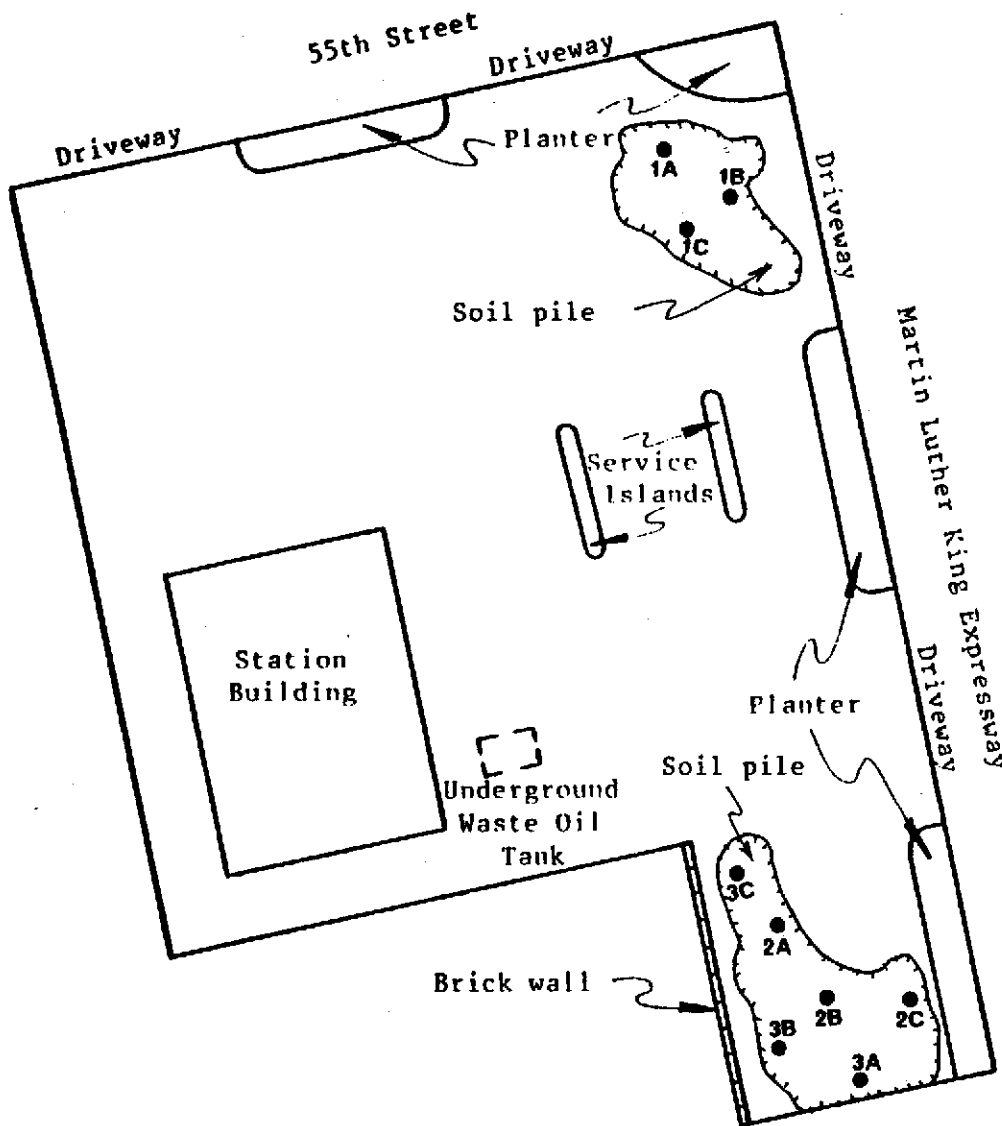 55th Street
Driveway
Driveway
Planter
1A
1B
1C
Driveway
Soil pile
Martin Luther King Expressway
Service
Islands
Station
Building
Driveway
Planter
Soil pile
Underground
Waste Oil
Tank
3C
2A
Brick wall
2B
2C
3B
3A